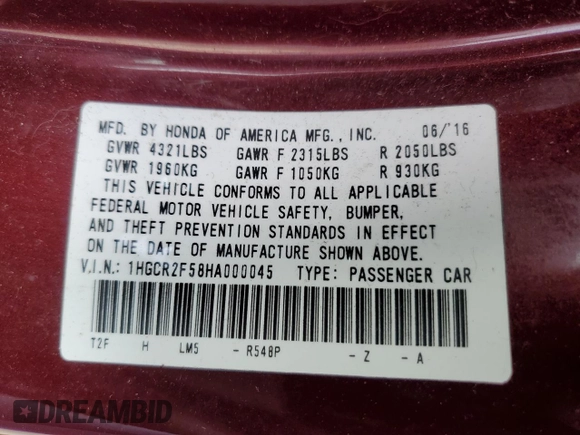 MFD. BY HONDA OF AMERICA MFG., INC. 06/'16
GVWR 4321LBS GAWR F 2315LBS R 2050LBS
GVWR 1960KG GAWR F 1050KG R 930KG
THIS VEHICLE CONFORMS TO ALL APPLICABLE
FEDERAL MOTOR VEHICLE SAFETY, BUMPER,
AND THEFT PREVENTION STANDARDS IN EFFECT
ON THE DATE OF MANUFACTURE SHOWN ABOVE.
V.I.N.: 1HGCR2F58HA000045 TYPE: PASSENGER CAR
T2F H LM5 - R548P - Z - A
DREAMBID